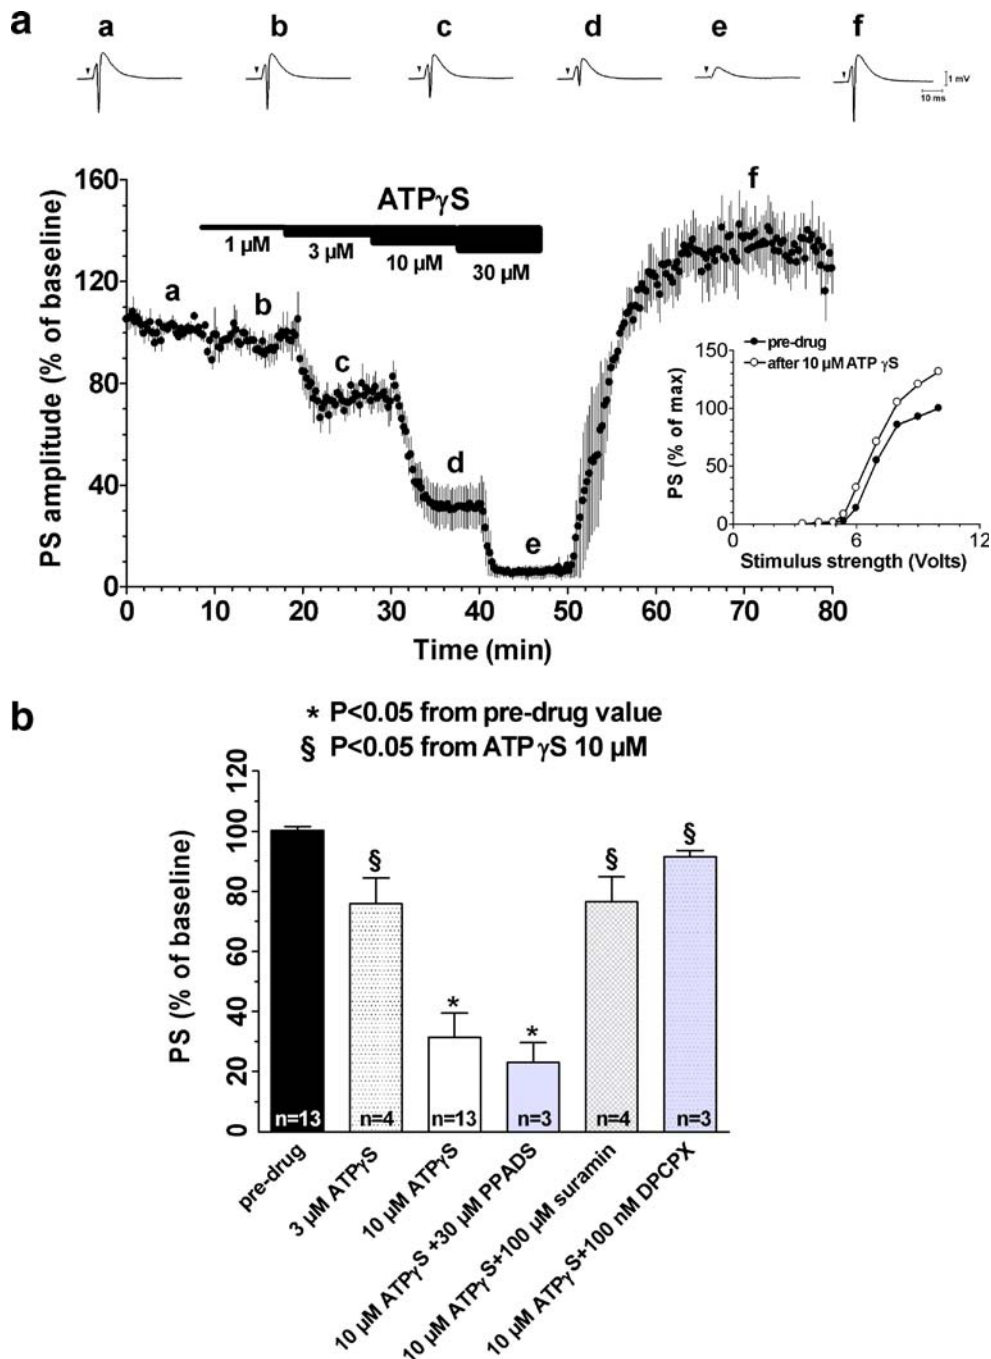 a
a b c d e f
1 mV
10 ms
160
120
80
40
0
PS amplitude (% of baseline)
ATPγS
1 µM
3 µM
10 µM
30 µM
a
b
c
d
e
f
0 10 20 30 40 50 60 70 80
Time (min)
pre-drug
after 10 µM ATP γS
150
100
50
0
PS (% of max)
0 6 12
Stimulus strength (Volts)
b
* P<0.05 from pre-drug value
§ P<0.05 from ATPγS 10 µM
120
100
80
60
40
20
0
PS (% of baseline)
§
*
*
§
§
n=13 n=4 n=13 n=3 n=4 n=3
pre-drug
3 µM ATPγS
10 µM ATPγS
10 µM ATPγS +30 µM PPADS
10 µM ATPγS+100 µM suramin
10 µM ATPγS+100 nM DPCPX